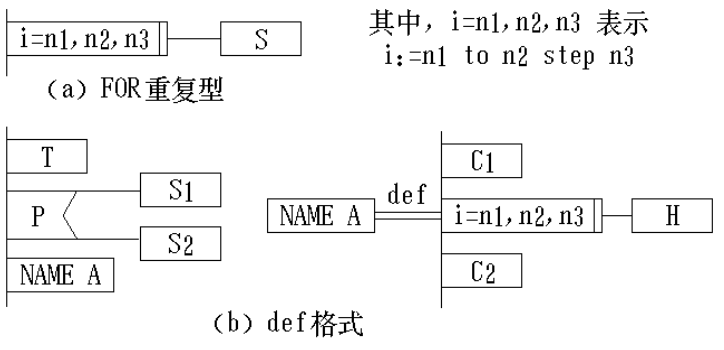 i=n1,n2,n3
S
其中，i=n1,n2,n3 表示
i:=n1 to n2 step n3
（a）FOR重复型
T
P
S1
S2
NAME A
NAME A
def
C1
i=n1,n2,n3
H
C2
（b）def格式